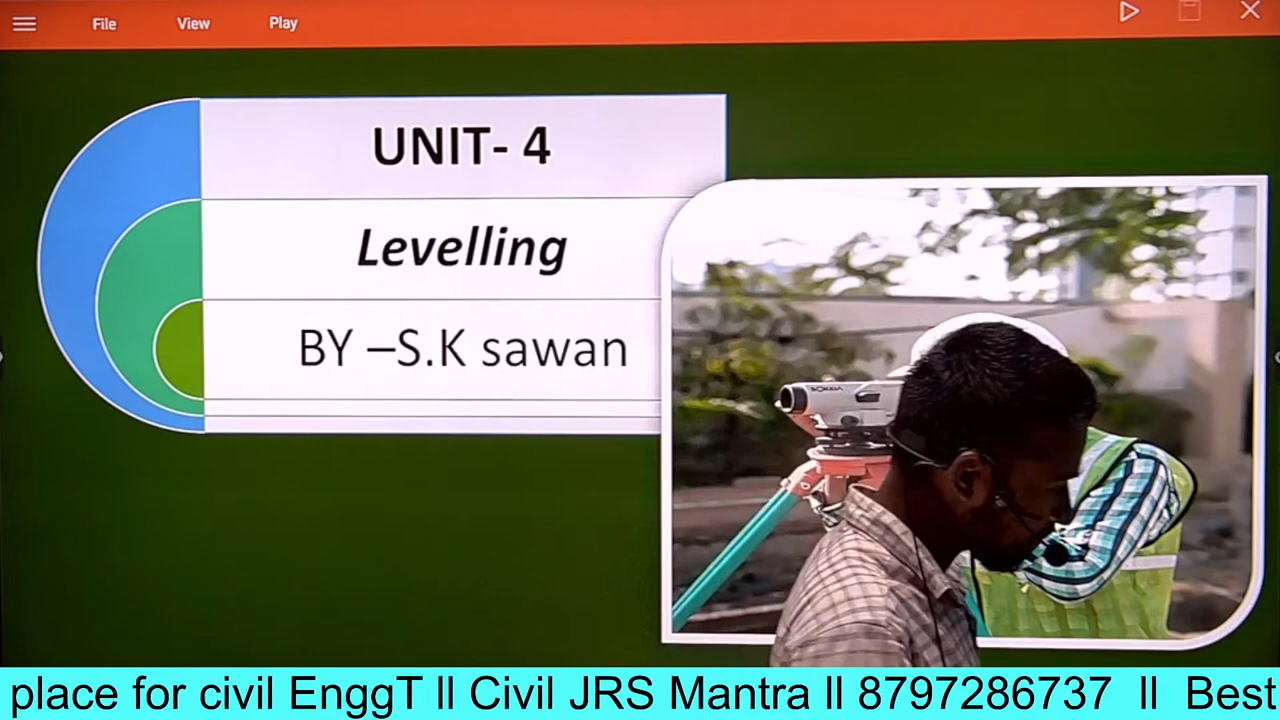 File View Play
UNIT- 4
Levelling
BY –S.K sawan
SOKKIA
place for civil EnggT ll Civil JRS Mantra ll 8797286737 ll Best